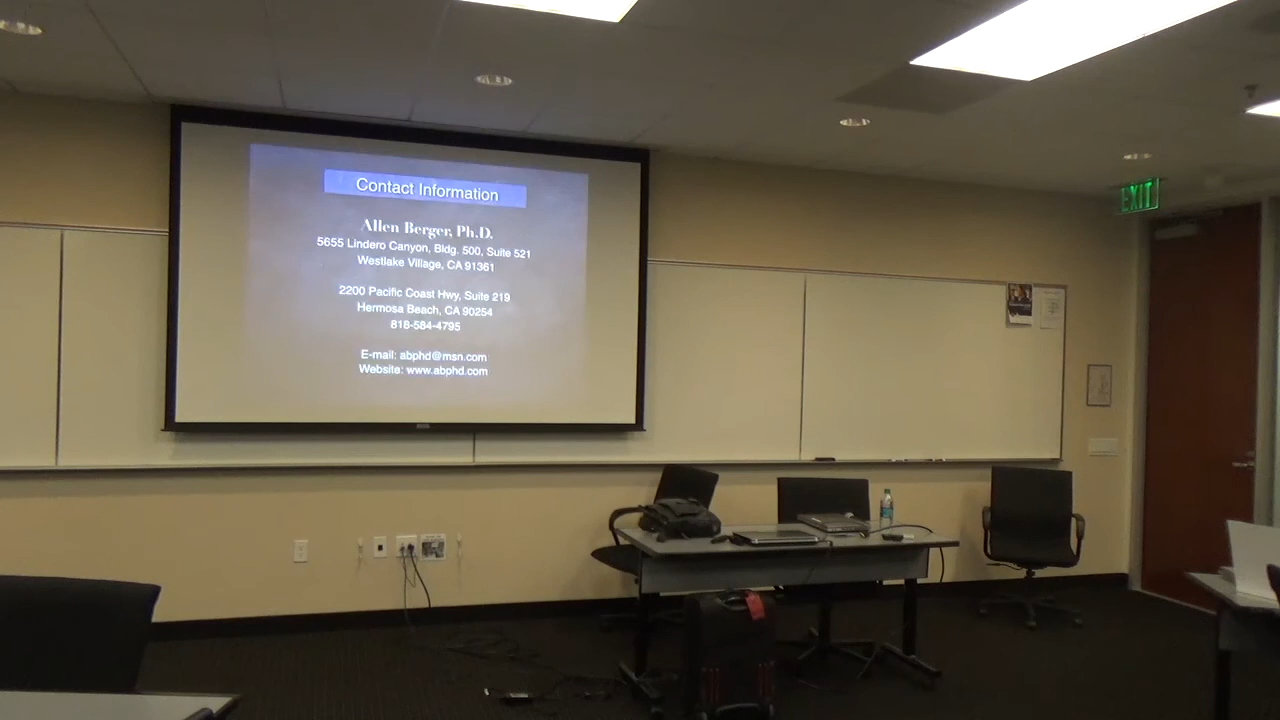 Contact Information
Allen Berger, Ph.D.
5655 Lindero Canyon, Bldg. 500, Suite 521
Westlake Village, CA 91361
2200 Pacific Coast Hwy, Suite 219
Hermosa Beach, CA 90254
818-584-4795
E-mail: abphd@msn.com
Website: www.abphd.com
EXIT